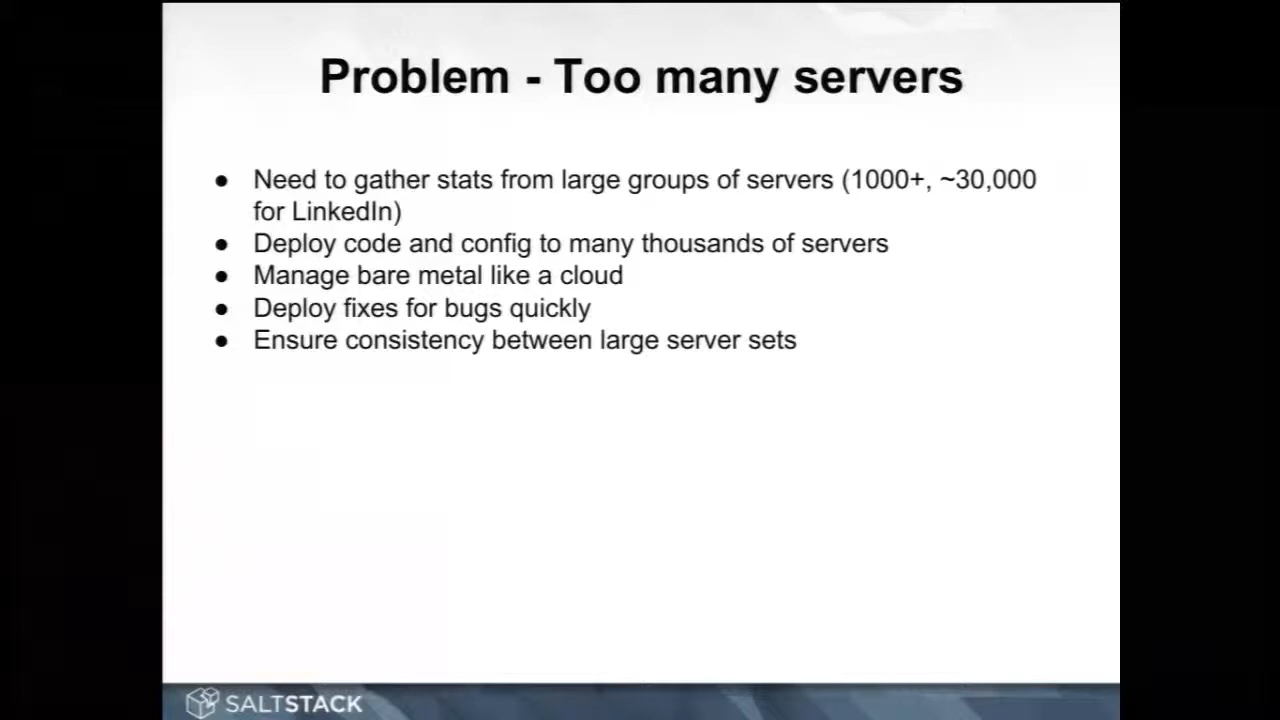 Problem - Too many servers
● Need to gather stats from large groups of servers (1000+, ~30,000
for LinkedIn)
● Deploy code and config to many thousands of servers
● Manage bare metal like a cloud
● Deploy fixes for bugs quickly
● Ensure consistency between large server sets
SALTSTACK